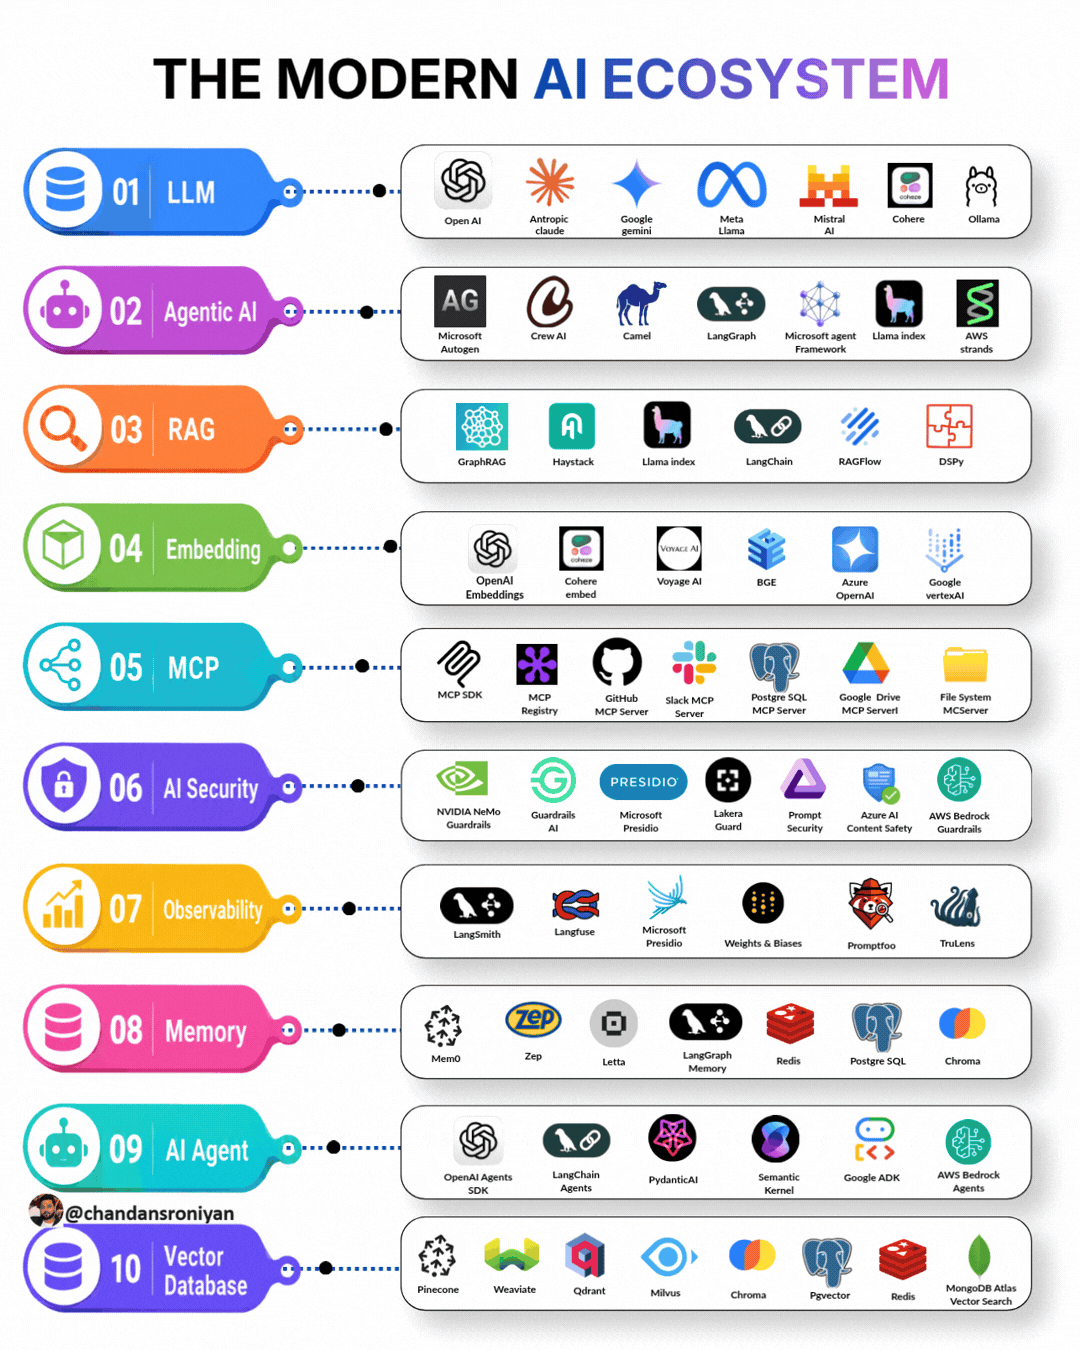 THE MODERN AI ECOSYSTEM
01 LLM
Open AI
Antropic
claude
Google
gemini
Meta
Llama
Mistral
AI
cohere
Cohere
Ollama
02 Agentic AI
AG
Microsoft
Autogen
Crew AI
Camel
LangGraph
Microsoft agent
Framework
Llama index
AWS
strands
03 RAG
GraphRAG
Haystack
Llama index
LangChain
RAGFlow
DSPy
04 Embedding
OpenAI
Embeddings
cohere
Cohere
embed
VOYAGE AI
Voyage AI
BGE
Azure
OpernAI
Google
vertexAI
05 MCP
MCP SDK
MCP
Registry
GitHub
MCP Server
Slack MCP
Server
Postgre SQL
MCP Server
Google Drive
MCP Serverl
File System
MCServer
06 AI Security
NVIDIA NeMo
Guardrails
Guardrails
AI
PRESIDIO
Microsoft
Presidio
Lakera
Guard
Prompt
Security
Azure AI
Content Safety
AWS Bedrock
Guardrails
07 Observability
LangSmith
Langfuse
Microsoft
Presidio
Weights & Biases
Promptfoo
TruLens
08 Memory
Mem0
Zep
Zep
Letta
LangGraph
Memory
Redis
Postgre SQL
Chroma
09 AI Agent
OpenAI Agents
SDK
LangChain
Agents
PydanticAI
Semantic
Kernel
Google ADK
AWS Bedrock
Agents
@chandansroniyan
10 Vector
Database
Pinecone
Weaviate
Qdrant
Milvus
Chroma
Pgvector
Redis
MongoDB Atlas
Vector Search